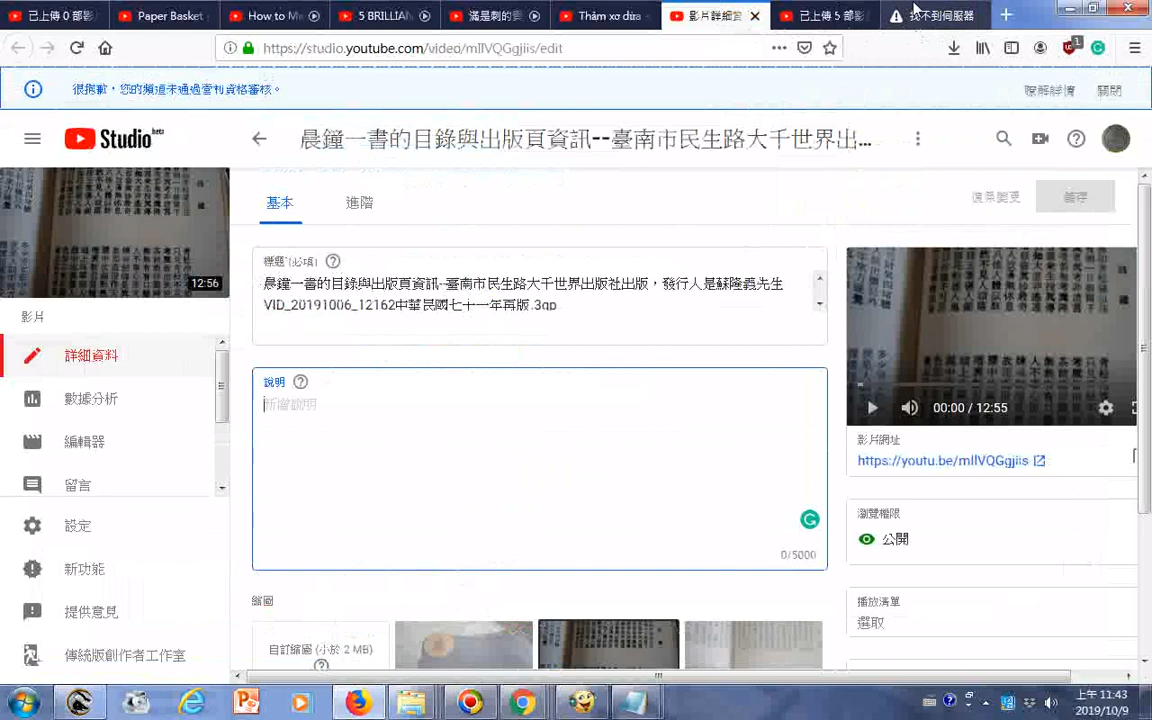 已上傳 0 部影
Paper Basket
How to M
5 BRILLIAN
滿是刺的
Thảm xơ dừa
影片詳細資
已上傳 5 部影
找不到伺服器
https://studio.youtube.com/video/mIlVQGgjiis/edit
1
很抱歉，您的頻道未通過營利資格審核。
瞭解詳情
關閉
Studio beta
晨鐘一書的目錄與出版頁資訊--臺南市民生路大千世界出...
基本
進階
復原變更
儲存
12:56
標題 (必填)
晨鐘一書的目錄與出版頁資訊--臺南市民生路大千世界出版社出版，發行人是蘇隆義先生
VID_20191006_12162中華民國七十一年再版.3gp
影片
詳細資料
數據分析
編輯器
留言
設定
新功能
提供意見
傳統版創作者工作室
說明
新增說明
0/5000
00:00 / 12:55
影片網址
https://youtu.be/mIlVQGgjiis
瀏覽權限
公開
播放清單
選取
縮圖
自訂縮圖 (小於 2 MB)
上午 11:43
2019/10/9